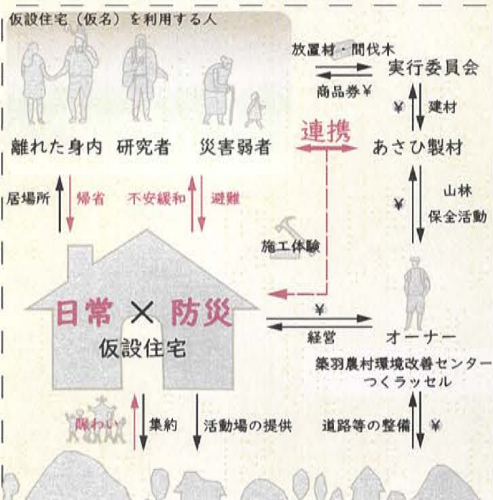 仮設住宅（仮名）を利用する人
放置材・間伐木
実行委員会
商品券¥
¥
建材
離れた身内
研究者
災害弱者
連携
あさひ製材
居場所
帰省
不安緩和
避難
¥
山林
保全活動
施工体験
日常×防災
仮設住宅
¥
経営
オーナー
築羽農村環境改善センター
つくラッセル
賑わい
集約
活動場の提供
道路等の整備
¥